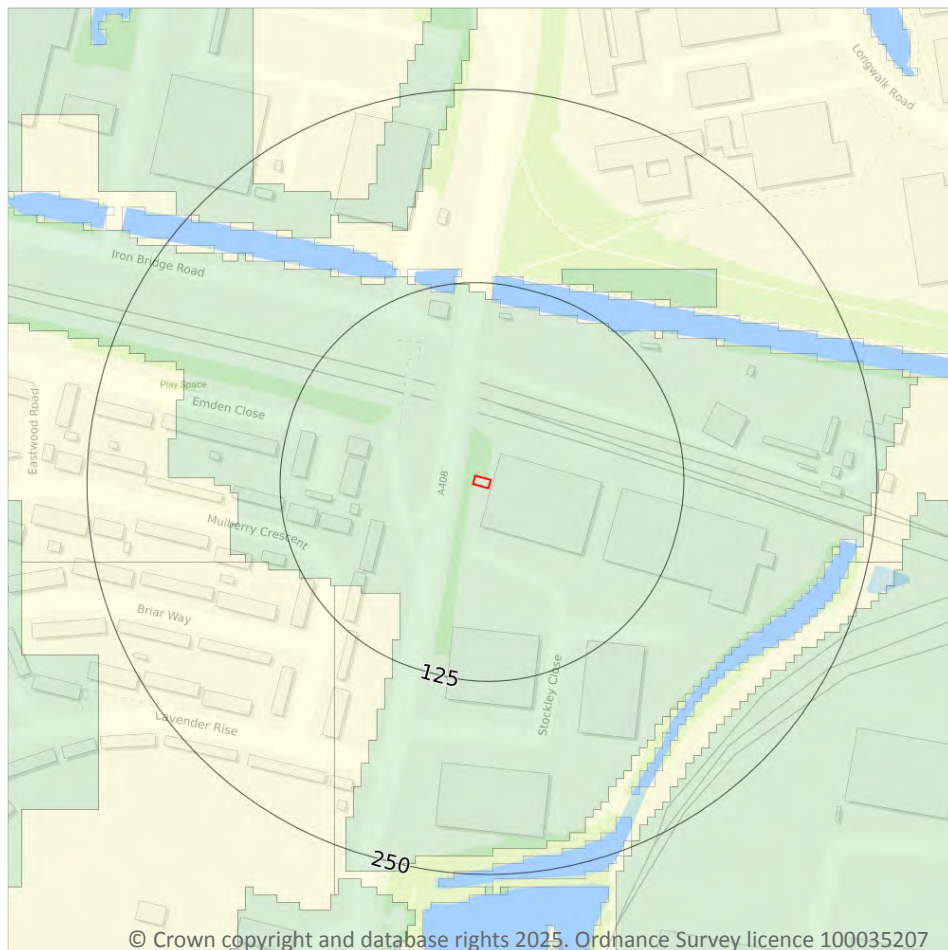 Longwalk Road
Iron Bridge Road
Play Space
Emden Close
Eastwood Road
A408
Mulberry Crescent
Briar Way
125
Stockley Close
Lavender Rise
250
© Crown copyright and database rights 2025. Ordnance Survey licence 100035207